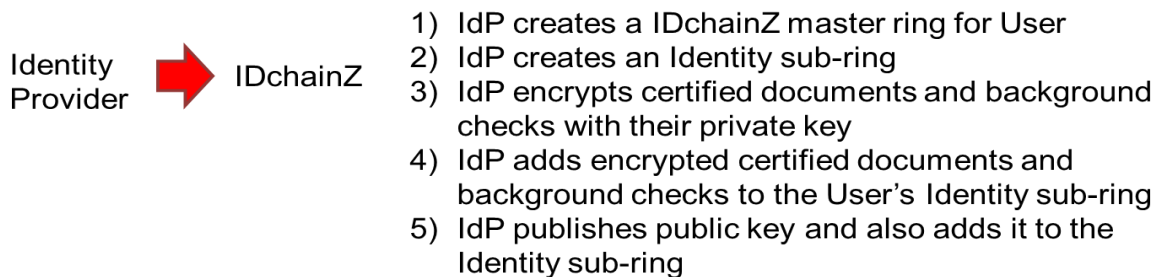 Identity
Provider
IDchainZ
1) IdP creates a IDchainZ master ring for User
2) IdP creates an Identity sub-ring
3) IdP encrypts certified documents and background
checks with their private key
4) IdP adds encrypted certified documents and
background checks to the User’s Identity sub-ring
5) IdP publishes public key and also adds it to the
Identity sub-ring